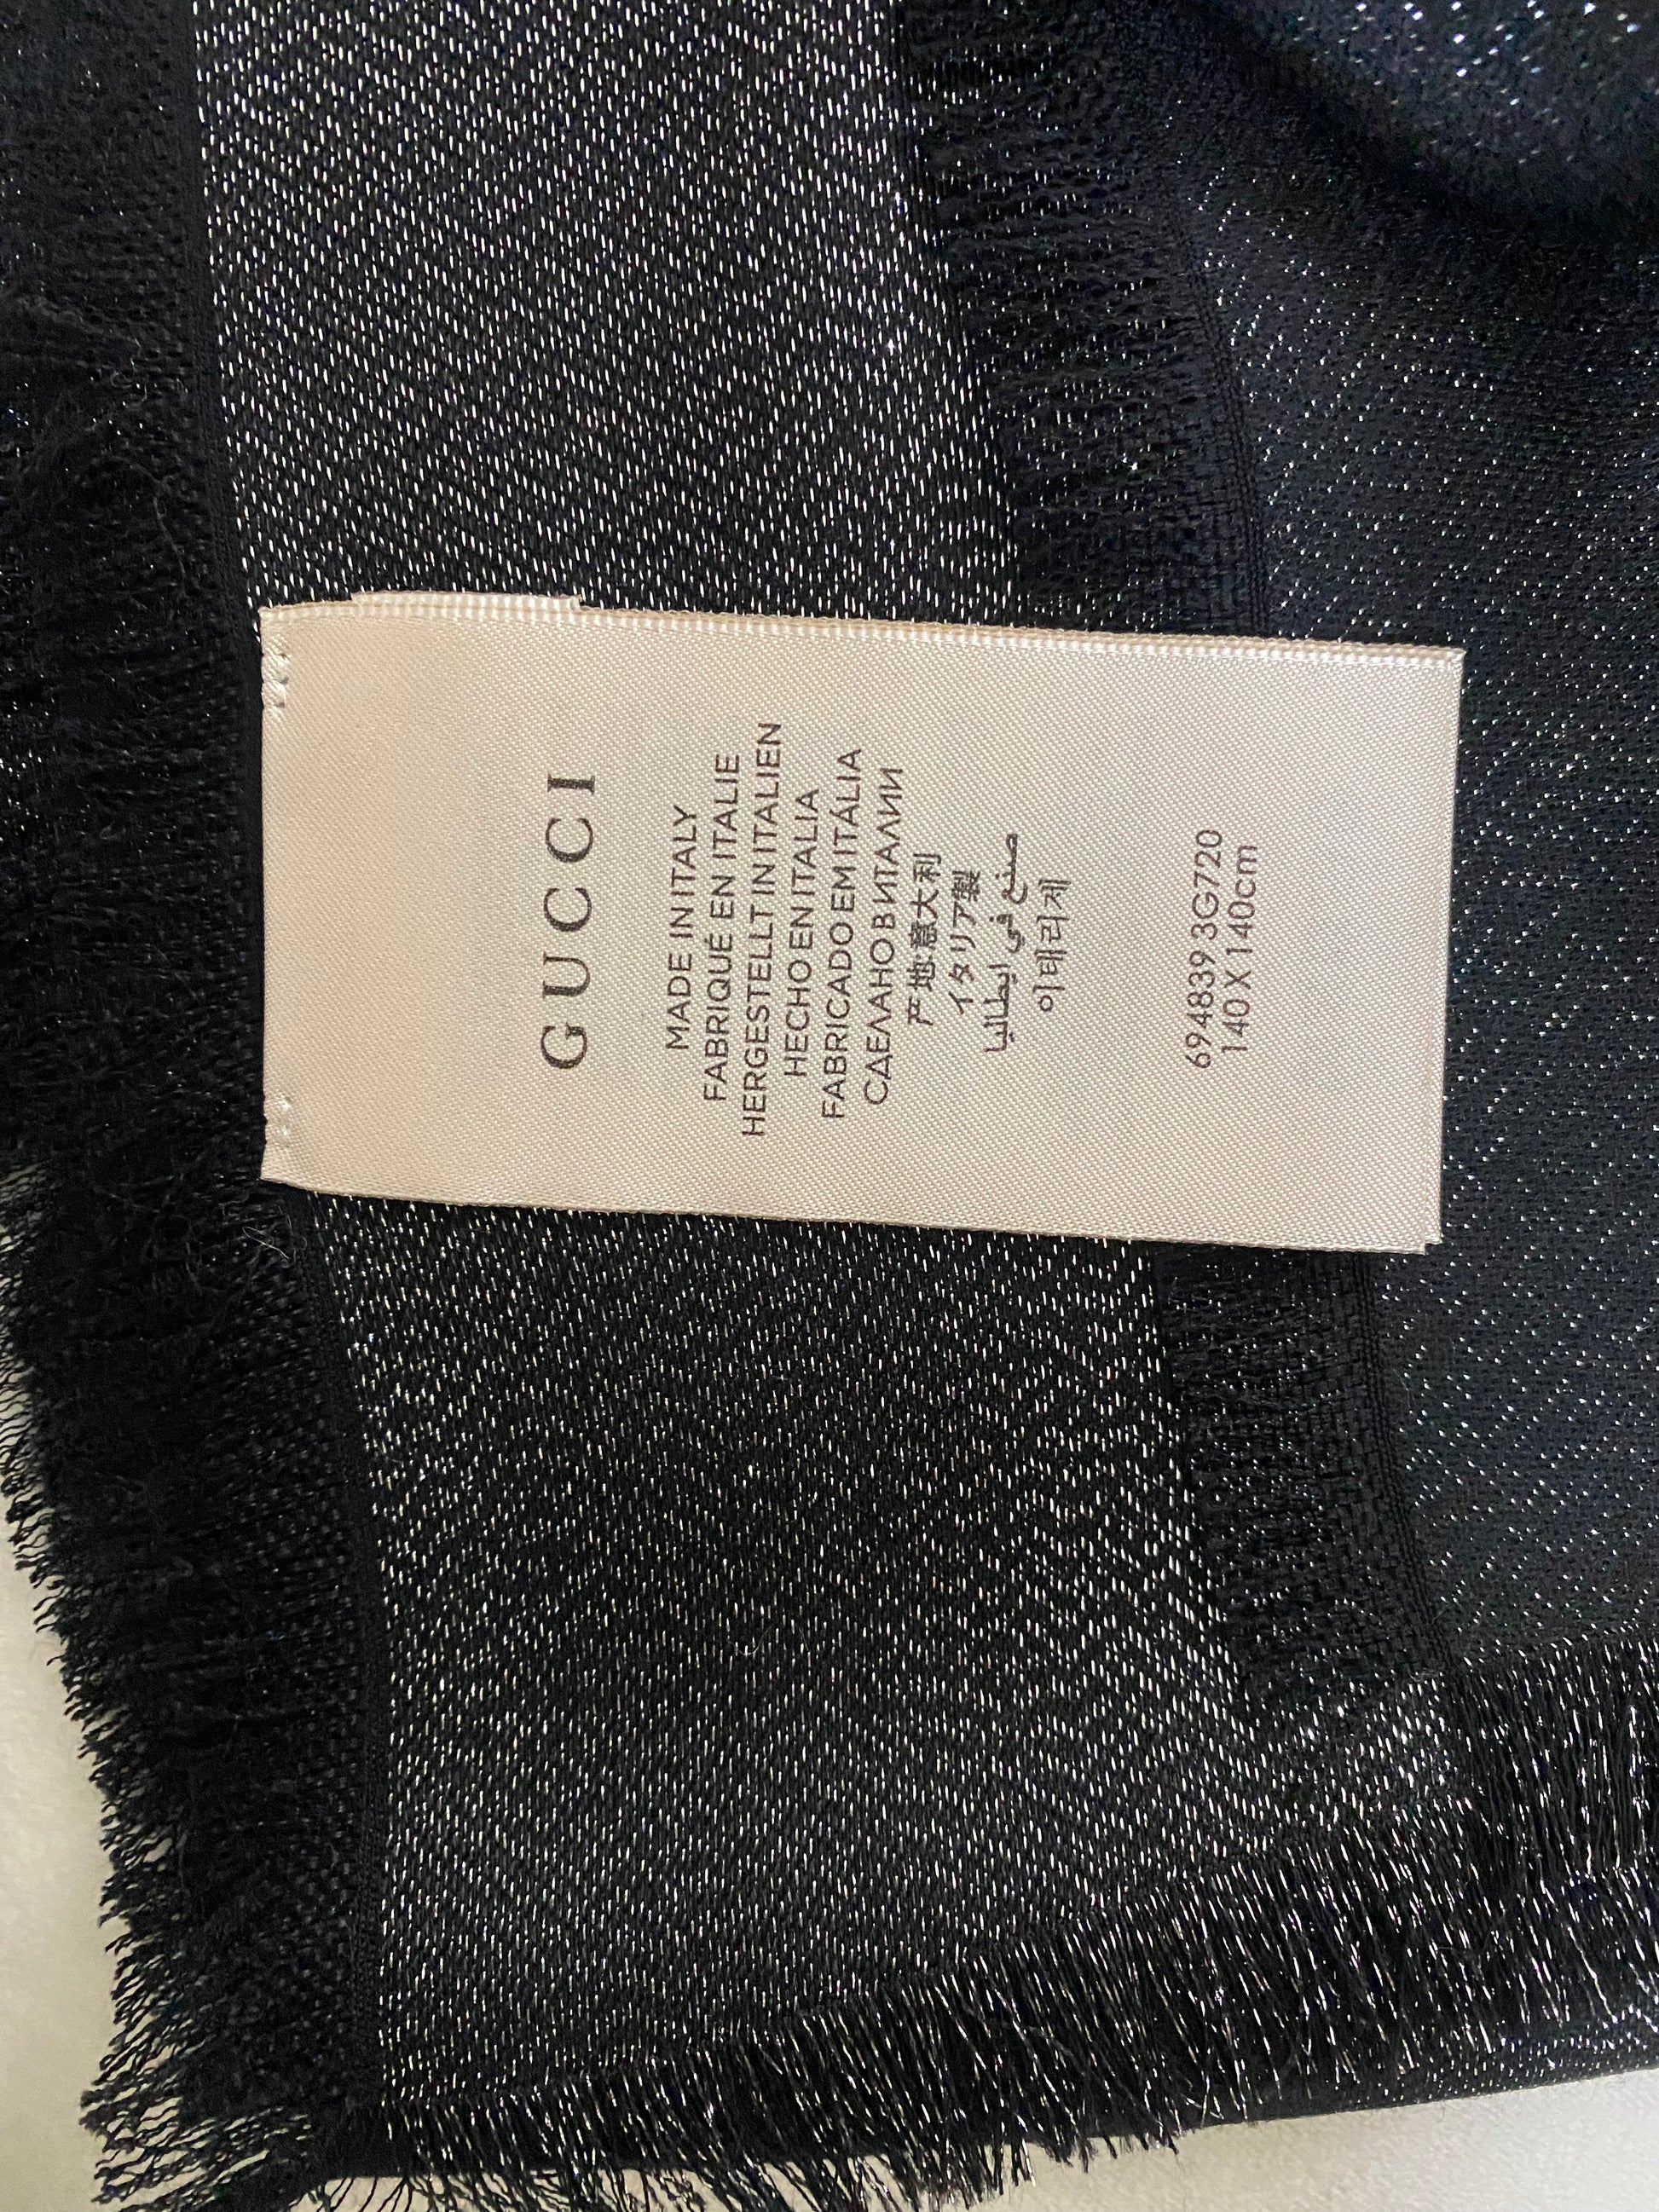 GUCCI
MADE IN ITALY
FABRIQUÉ EN ITALIE
HERGESTELLT IN ITALIEN
HECHO EN ITALIA
FABRICADO EM ITÁLIA
СДЕЛАНО В ИТАЛИИ
产地:意大利
イタリア製
صنع في ايطاليا
이태리제
694839 3G720
140 X 140cm